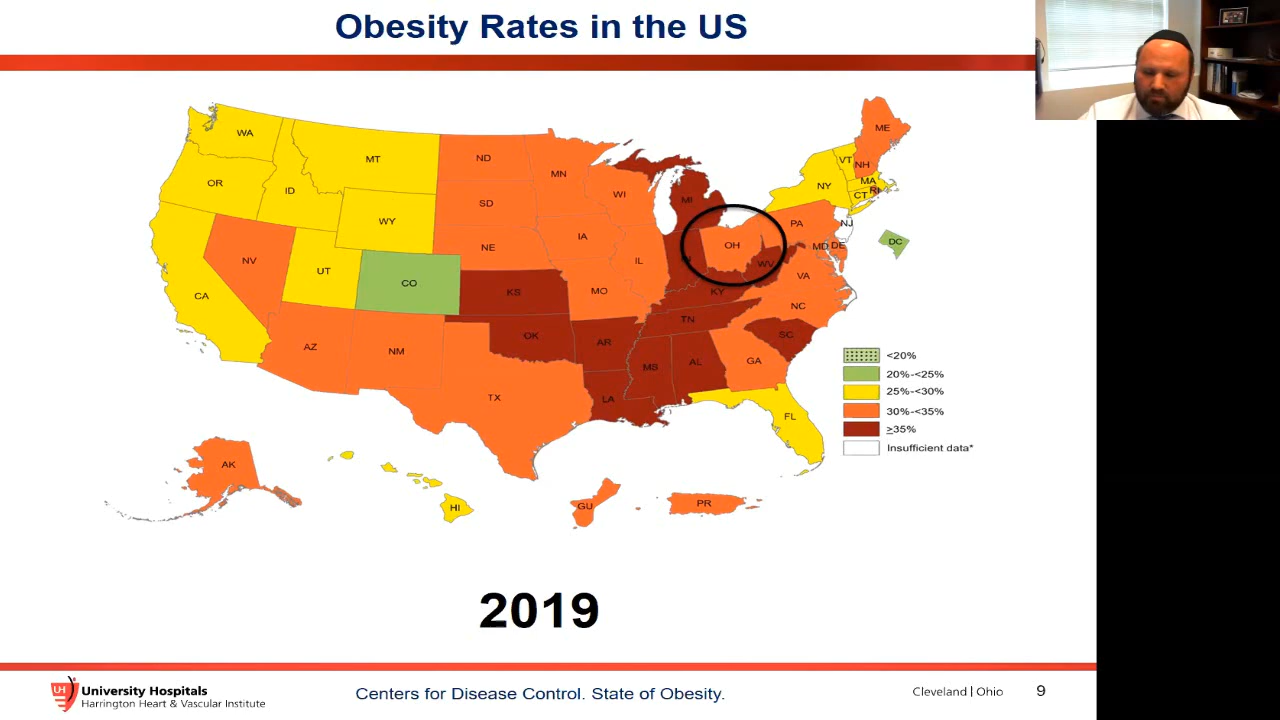 Obesity Rates in the US
WA
OR
ID
MT
WY
CA
NV
UT
CO
AZ
NM
ND
SD
NE
KS
OK
TX
MN
IA
MO
AR
LA
WI
IL
MS
MI
OH
KY
TN
AL
WV
GA
FL
SC
NC
VA
PA
NY
VT
NH
ME
MA
RI
CT
NJ
MD
DE
DC
AK
HI
GU
PR
<20%
20%-<25%
25%-<30%
30%-<35%
≥35%
Insufficient data*
2019
UH
University Hospitals
Harrington Heart & Vascular Institute
Centers for Disease Control. State of Obesity.
Cleveland | Ohio
9